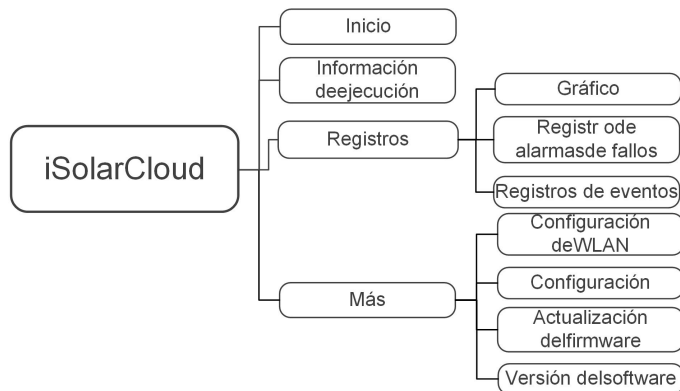 iSolarCloud
Inicio
Información
deejecución
Registros
Gráfico
Registr ode
alarmasde fallos
Registros de eventos
Más
Configuración
deWLAN
Configuración
Actualización
delfirmware
Versión delsoftware